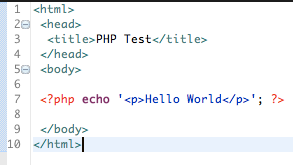 1 <html>
2 <head>
3 <title>PHP Test</title>
4 </head>
5 <body>
6
7 <?php echo '<p>Hello World</p>'; ?>
8
9 </body>
10 </html>